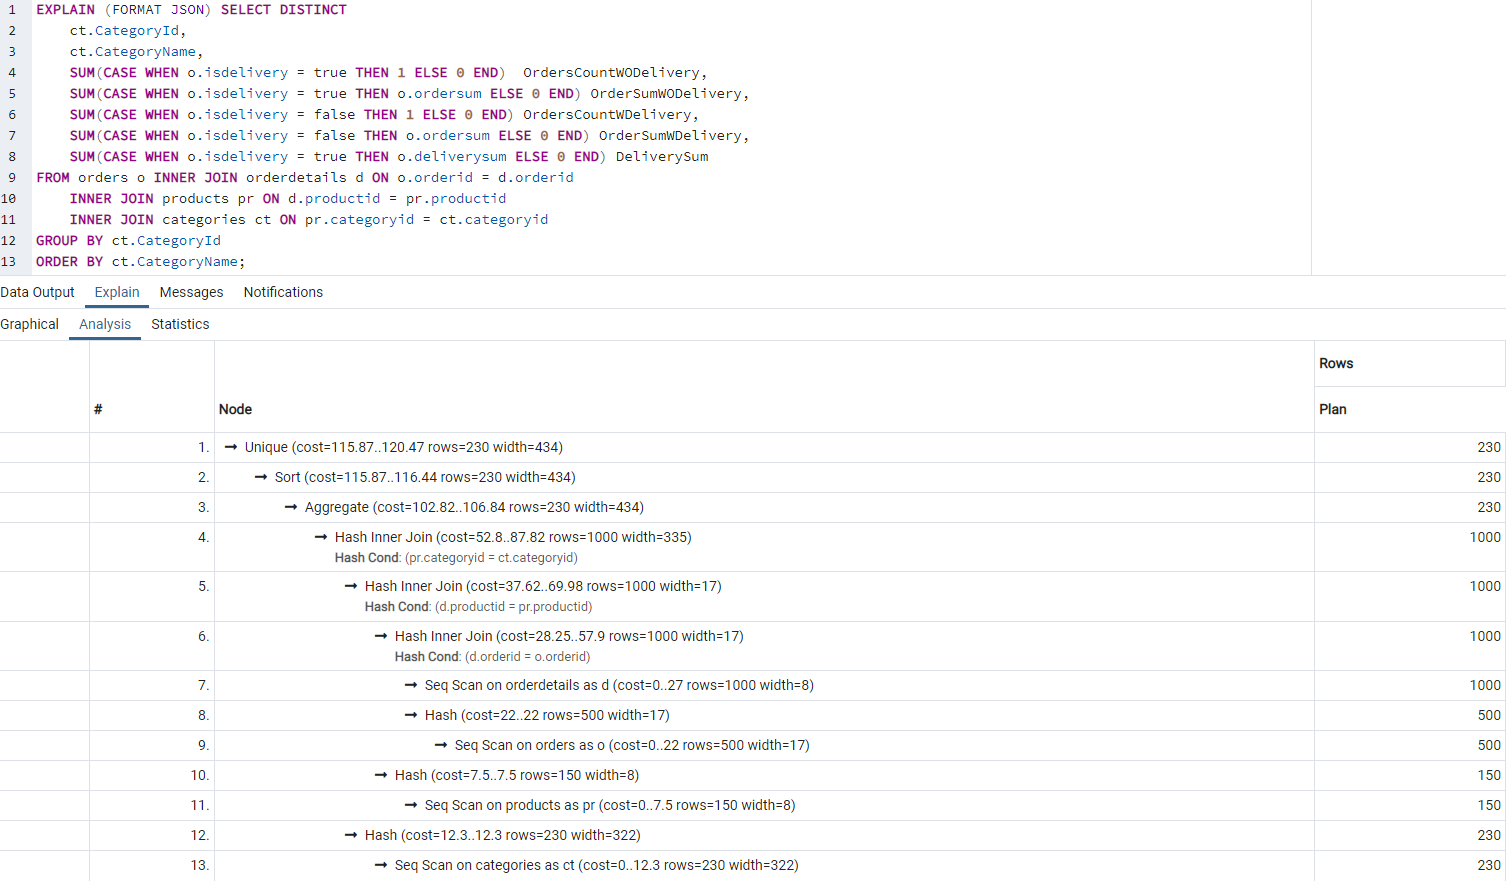 1 EXPLAIN (FORMAT JSON) SELECT DISTINCT
2 ct.CategoryId,
3 ct.CategoryName,
4 SUM(CASE WHEN o.isdelivery = true THEN 1 ELSE 0 END)  OrdersCountWODelivery,
5 SUM(CASE WHEN o.isdelivery = true THEN o.ordersum ELSE 0 END) OrderSumWODelivery,
6 SUM(CASE WHEN o.isdelivery = false THEN 1 ELSE 0 END) OrdersCountWDelivery,
7 SUM(CASE WHEN o.isdelivery = false THEN o.ordersum ELSE 0 END) OrderSumWDelivery,
8 SUM(CASE WHEN o.isdelivery = true THEN o.deliverysum ELSE 0 END) DeliverySum
9 FROM orders o INNER JOIN orderdetails d ON o.orderid = d.orderid
10 INNER JOIN products pr ON d.productid = pr.productid
11 INNER JOIN categories ct ON pr.categoryid = ct.categoryid
12 GROUP BY ct.CategoryId
13 ORDER BY ct.CategoryName;
Data Output Explain Messages Notifications
Graphical Analysis Statistics
Rows
# Node Plan
1. → Unique (cost=115.87..120.47 rows=230 width=434) 230
2. → Sort (cost=115.87..116.44 rows=230 width=434) 230
3. → Aggregate (cost=102.82..106.84 rows=230 width=434) 230
4. → Hash Inner Join (cost=52.8..87.82 rows=1000 width=335) 1000
Hash Cond: (pr.categoryid = ct.categoryid)
5. → Hash Inner Join (cost=37.62..69.98 rows=1000 width=17) 1000
Hash Cond: (d.productid = pr.productid)
6. → Hash Inner Join (cost=28.25..57.9 rows=1000 width=17) 1000
Hash Cond: (d.orderid = o.orderid)
7. → Seq Scan on orderdetails as d (cost=0..27 rows=1000 width=8) 1000
8. → Hash (cost=22..22 rows=500 width=17) 500
9. → Seq Scan on orders as o (cost=0..22 rows=500 width=17) 500
10. → Hash (cost=7.5..7.5 rows=150 width=8) 150
11. → Seq Scan on products as pr (cost=0..7.5 rows=150 width=8) 150
12. → Hash (cost=12.3..12.3 rows=230 width=322) 230
13. → Seq Scan on categories as ct (cost=0..12.3 rows=230 width=322) 230